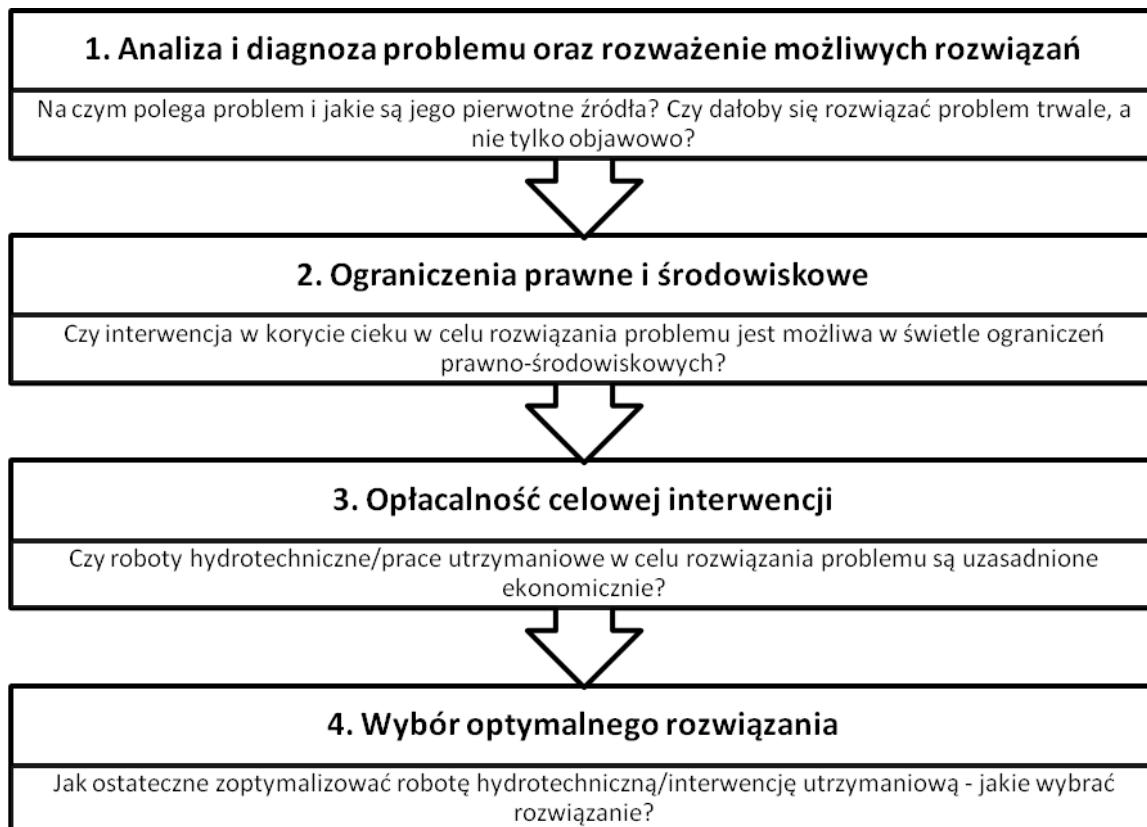 1. Analiza i diagnoza problemu oraz rozważenie możliwych rozwiązań
Na czym polega problem i jakie są jego pierwotne źródła? Czy dałoby się rozwiązać problem trwale, a
nie tylko objawowo?
2. Ograniczenia prawne i środowiskowe
Czy interwencja w korycie cieku w celu rozwiązania problemu jest możliwa w świetle ograniczeń
prawno-środowiskowych?
3. Opłacalność celowej interwencji
Czy roboty hydrotechniczne/prace utrzymaniowe w celu rozwiązania problemu są uzasadnione
ekonomicznie?
4. Wybór optymalnego rozwiązania
Jak ostateczne zoptymalizować robotę hydrotechniczną/interwencję utrzymaniową - jakie wybrać
rozwiązanie?